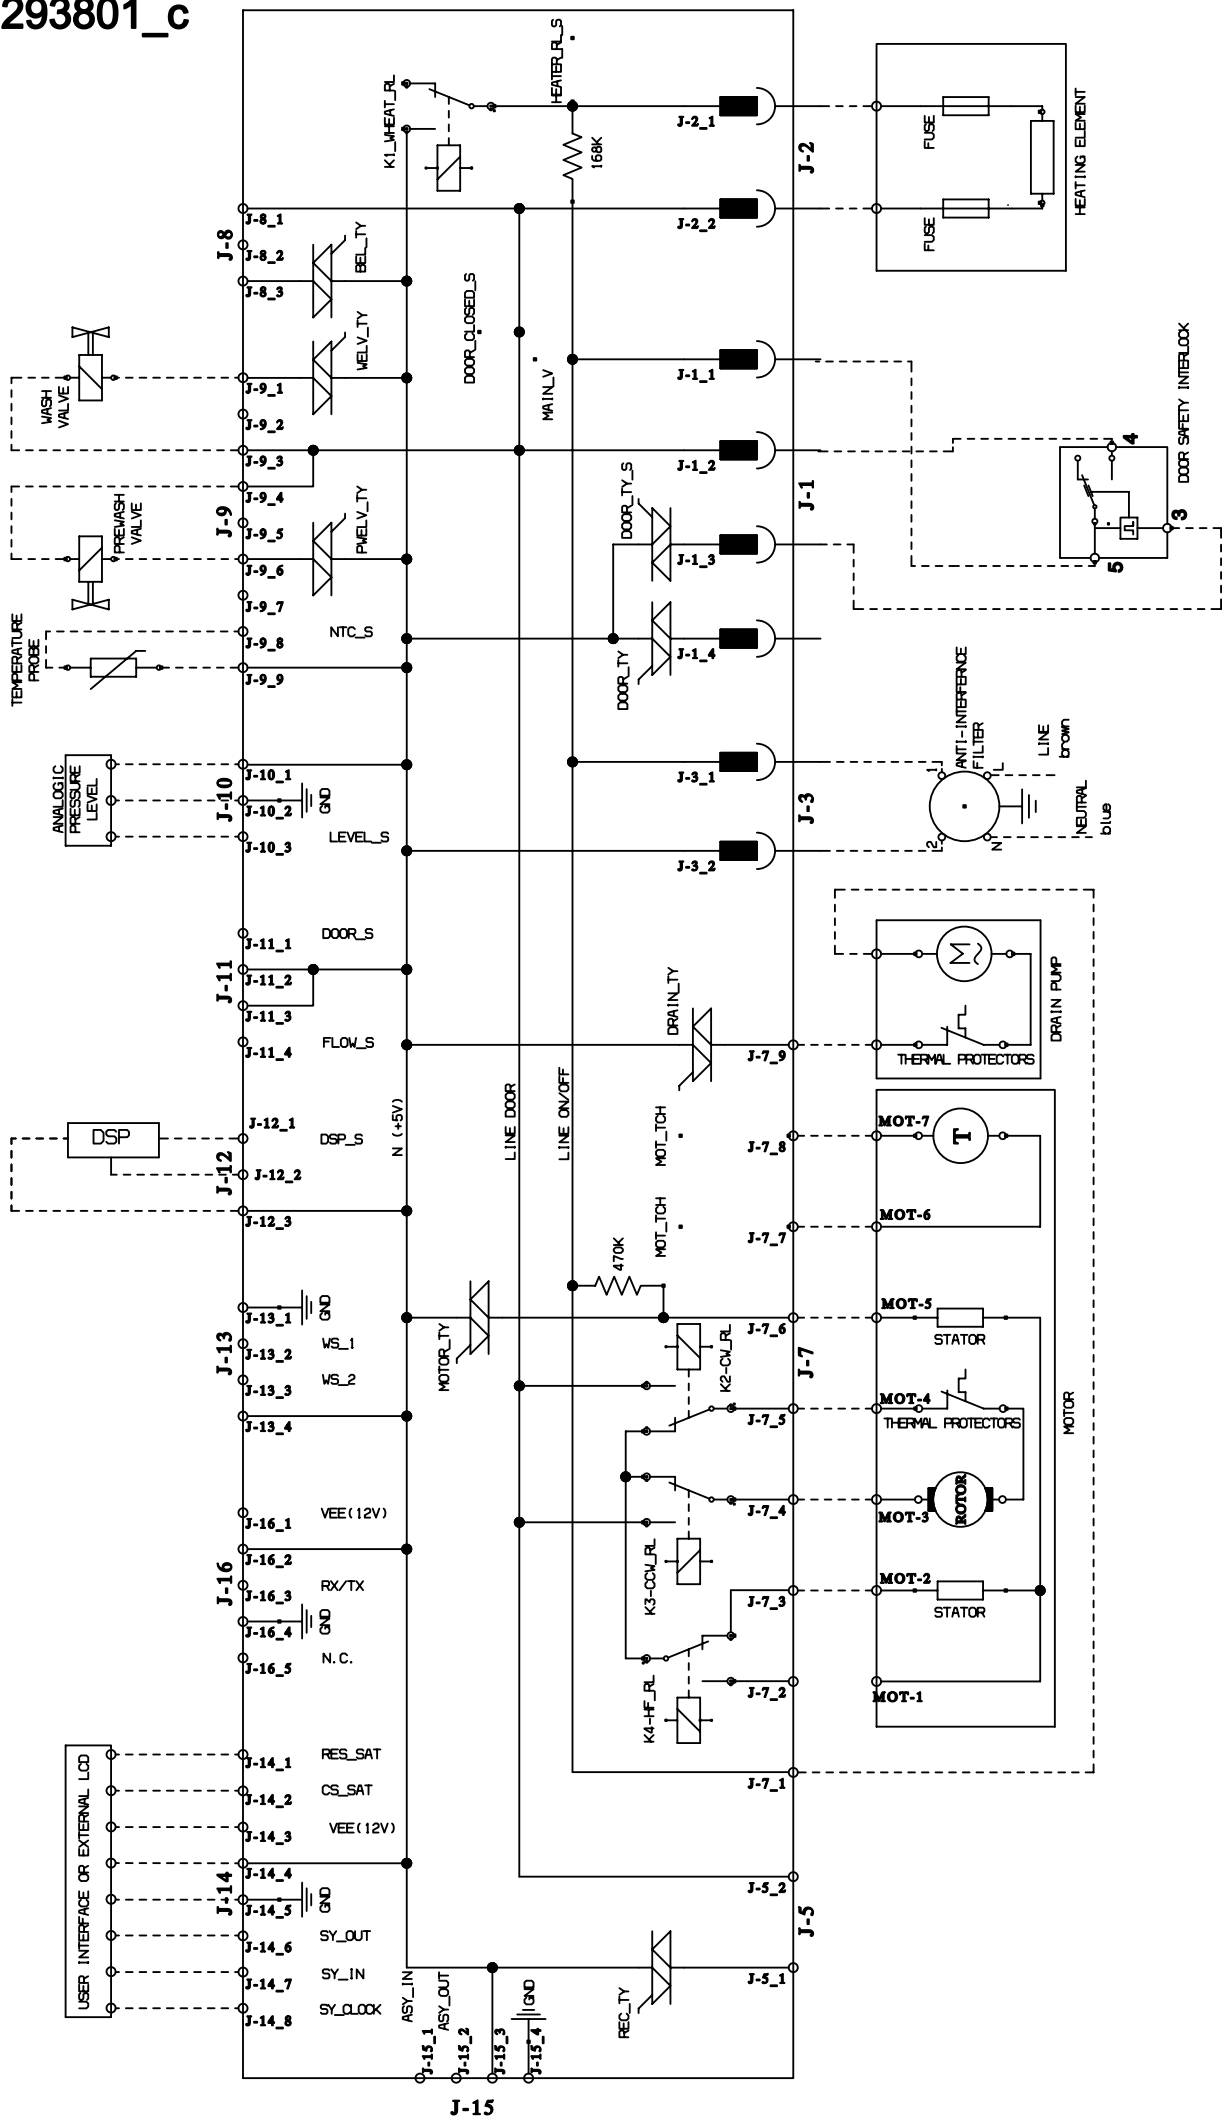 293801_c
HEATER_RL_S
K1_WHEAT_RL
J-2_1
168K
J-2
FUSE
HEATING ELEMENT
J-8
J-8_1
J-8_2
J-8_3
BEL_TY
J-2_2
FUSE
DOOR_CLOSED_S
WASH
VALVE
J-9_1
WELV_TY
J-9_2
MAIN_V
J-1_1
DOOR SAFETY INTERLOCK
J-9_3
J-9_4
J-1_2
4
J-9
PREWASH
VALVE
J-9_5
PWELV_TY
DOOR_TY_S
J-1
3
J-9_6
J-1_3
5
J-9_7
TEMPERATURE
PROBE
J-9_8
NTC_S
DOOR_TY
J-1_4
J-9_9
ANALOGIC
PRESSURE
LEVEL
J-10
J-10_1
J-10_2
GND
J-10_3
LEVEL_S
J-3_1
J-3
J-3_2
ANTI-INTERFERNCE
FILTER
1
L
2
N
LINE
brown
NEUTRAL
blue
J-11
J-11_1
DOOR_S
J-11_2
J-11_3
J-11_4
FLOW_S
DRAIN_TY
J-7_9
M
THERMAL PROTECTORS
DRAIN PUMP
N (+5V)
LINE DOOR
LINE ON/OFF
DSP
J-12
J-12_1
DSP_S
J-12_2
J-12_3
MOT_TCH
J-7_8
MOT-7
T
MOT_TCH
J-7_7
MOT-6
470K
J-13
J-13_1
GND
J-13_2
WS_1
J-13_3
WS_2
J-13_4
MOTOR_TY
J-7_6
MOT-5
STATOR
K2-CW_RL
J-7
J-7_5
MOT-4
THERMAL PROTECTORS
MOTOR
J-7_4
MOT-3
ROTOR
J-16
J-16_1
VEE(12V)
J-16_2
J-16_3
RX/TX
J-16_4
GND
J-16_5
N.C.
K3-CCW_RL
J-7_3
MOT-2
STATOR
K4-HF_RL
J-7_2
MOT-1
J-7_1
USER INTERFACE OR EXTERNAL LCD
J-14
J-14_1
RES_SAT
J-14_2
CS_SAT
J-14_3
VEE(12V)
J-14_4
J-14_5
GND
J-14_6
SY_OUT
J-14_7
SY_IN
J-14_8
SY_CLOCK
J-5_2
J-5
J-5_1
REC_TY
ASY_IN
ASY_OUT
GND
J-15_1
J-15_2
J-15_3
J-15_4
J-15